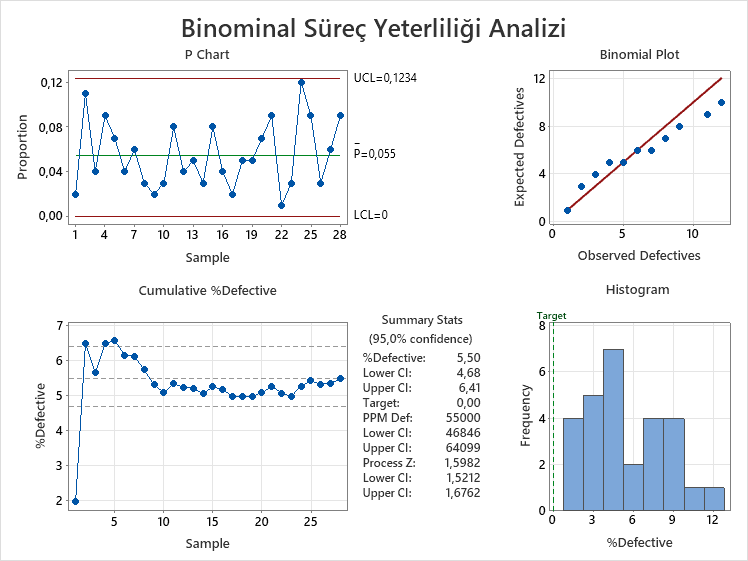 Binominal Süreç Yeterliliği Analizi
P Chart
Proportion
0,12
0,08
0,04
0,00
UCL=0,1234
_
P=0,055
LCL=0
1 4 7 10 13 16 19 22 25 28
Sample
Binomial Plot
Expected Defectives
12
8
4
0
0 5 10
Observed Defectives
Cumulative %Defective
%Defective
7
6
5
4
3
2
5 10 15 20 25
Sample
Summary Stats
(95,0% confidence)
%Defective: 5,50
Lower CI: 4,68
Upper CI: 6,41
Target: 0,00
PPM Def: 55000
Lower CI: 46846
Upper CI: 64099
Process Z: 1,5982
Lower CI: 1,5212
Upper CI: 1,6762
Histogram
Target
Frequency
8
6
4
2
0
0 3 6 9 12
%Defective